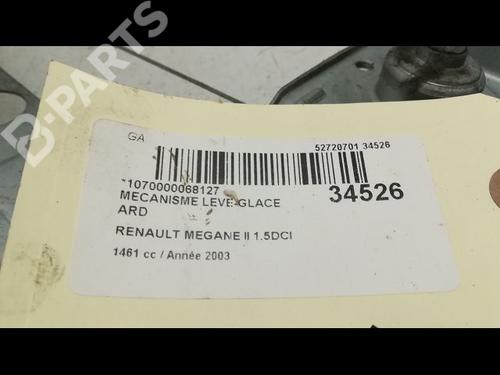 B-PARTS
GA
52720701 34526
*1070000068127
34526
MECANISME LEVE-GLACE
ARD
RENAULT MEGANE II 1.5DCI
1461 cc / Année 2003